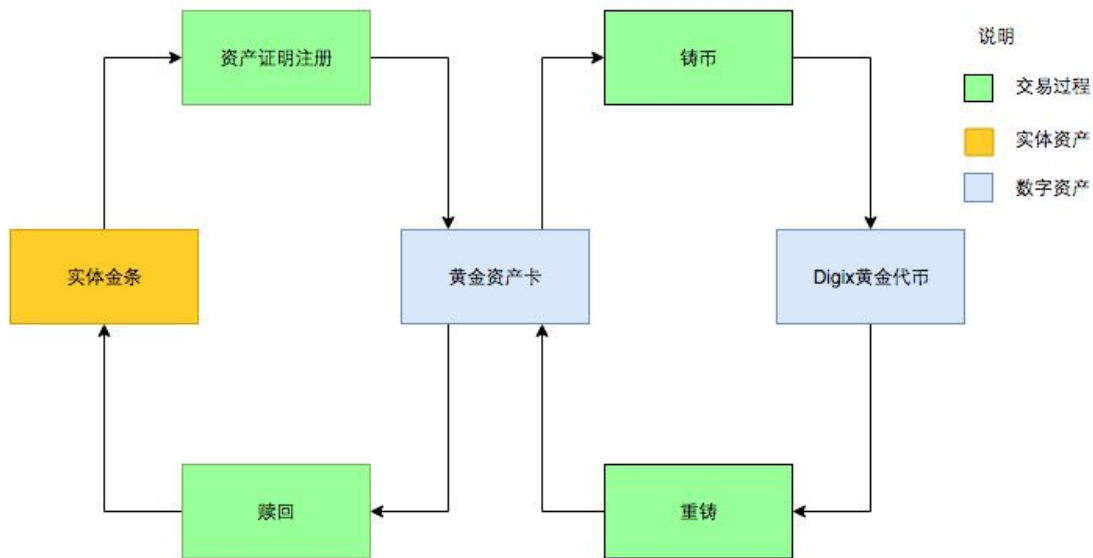 资产证明注册
铸币
说明
交易过程
实体资产
数字资产
实体金条
黄金资产卡
Digix黄金代币
赎回
重铸